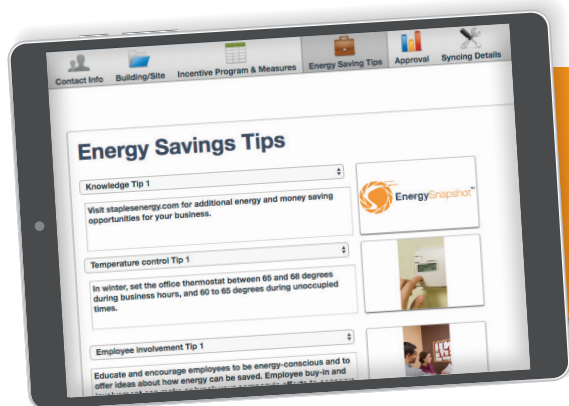 Contact Info
Building/Site
Incentive Program & Measures
Energy Saving Tips
Approval
Syncing Details
Energy Savings Tips
Knowledge Tip 1
Visit staplesenergy.com for additional energy and money saving
opportunities for your business.
EnergySnapshot™
Temperature control Tip 1
In winter, set the office thermostat between 65 and 68 degrees
during business hours, and 60 to 65 degrees during unoccupied
times.
Employee involvement Tip 1
Educate and encourage employees to be energy-conscious and to
offer ideas about how energy can be saved. Employee buy-in and